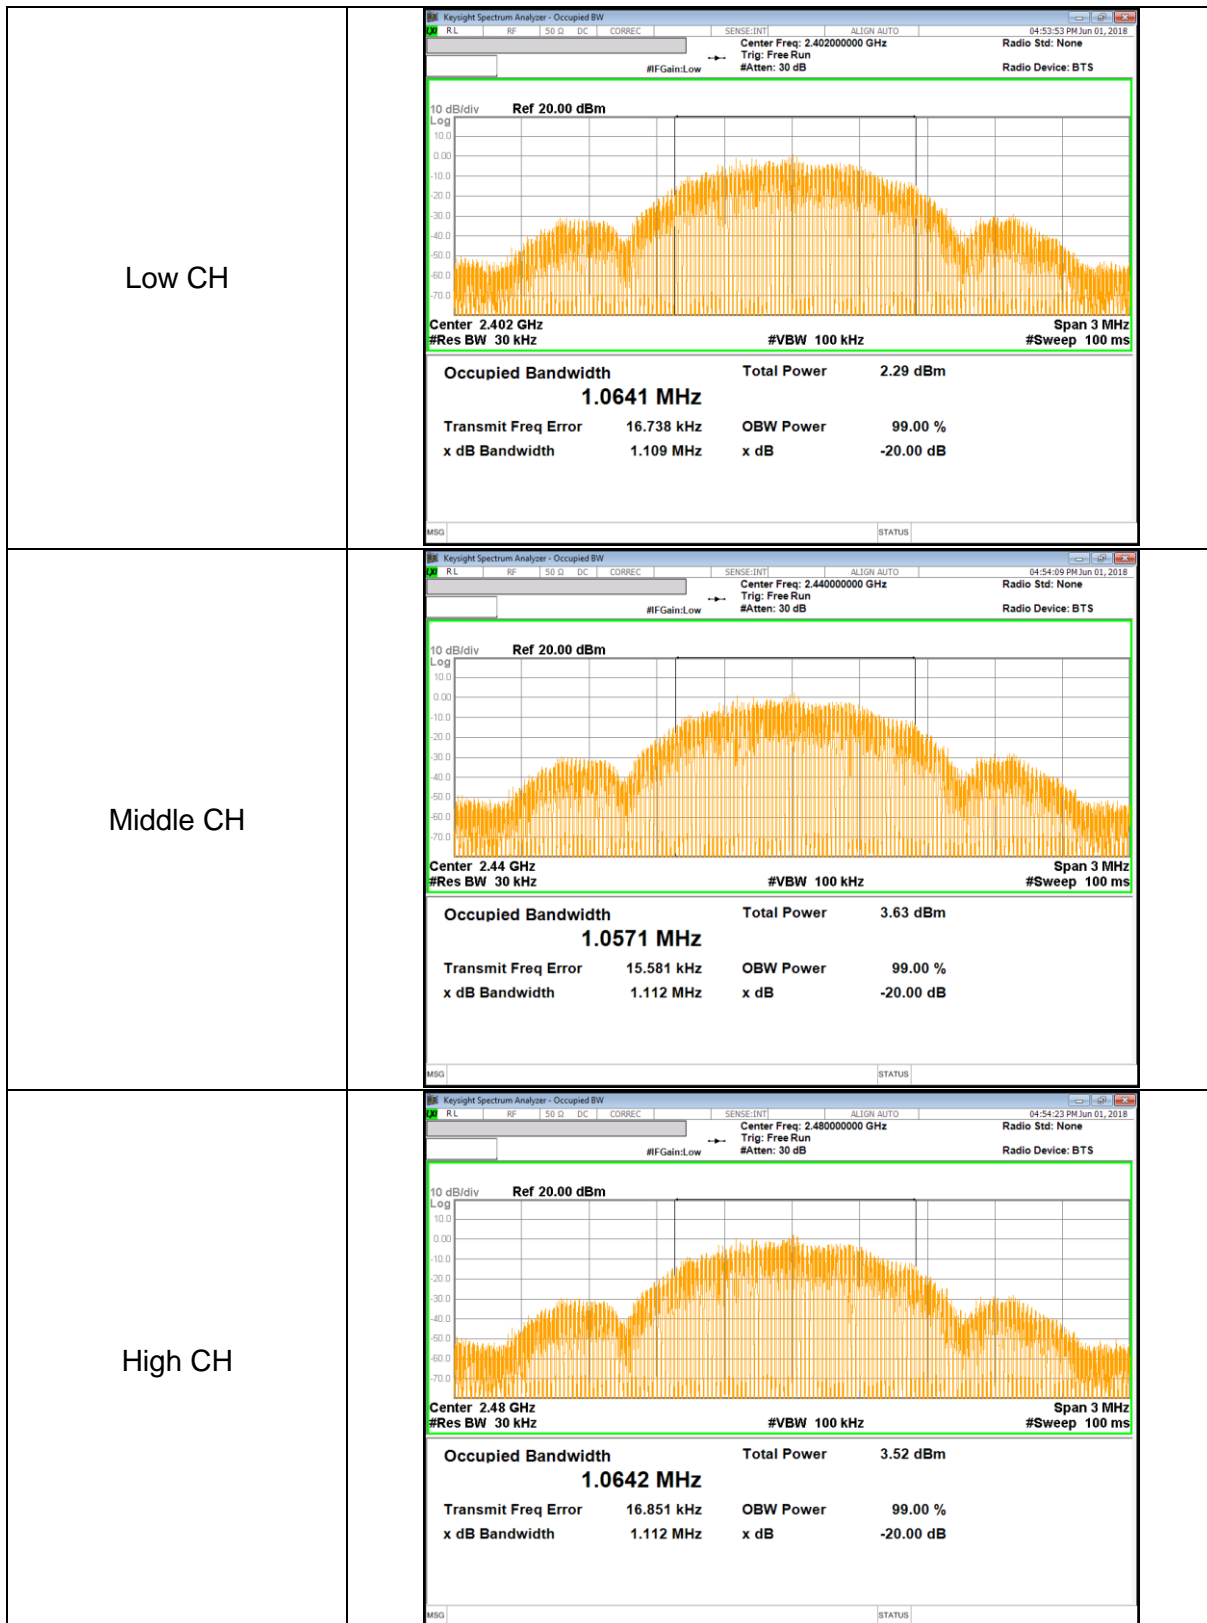 Low CH
Keysight Spectrum Analyzer - Occupied BW
RL RF 50 Ω DC CORREC SENSE:INT ALIGN AUTO 04:53:53 PM Jun 01, 2018
Center Freq: 2.402000000 GHz Radio Std: None
Trig: Free Run
#IFGain:Low #Atten: 30 dB Radio Device: BTS
10 dB/div Ref 20.00 dBm
Log
10.0
0.00
-10.0
-20.0
-30.0
-40.0
-50.0
-60.0
-70.0
Center 2.402 GHz Span 3 MHz
#Res BW 30 kHz #VBW 100 kHz #Sweep 100 ms
Occupied Bandwidth Total Power 2.29 dBm
1.0641 MHz
Transmit Freq Error 16.738 kHz OBW Power 99.00 %
x dB Bandwidth 1.109 MHz x dB -20.00 dB
MSG STATUS
Middle CH
Keysight Spectrum Analyzer - Occupied BW
RL RF 50 Ω DC CORREC SENSE:INT ALIGN AUTO 04:54:09 PM Jun 01, 2018
Center Freq: 2.440000000 GHz Radio Std: None
Trig: Free Run
#IFGain:Low #Atten: 30 dB Radio Device: BTS
10 dB/div Ref 20.00 dBm
Log
10.0
0.00
-10.0
-20.0
-30.0
-40.0
-50.0
-60.0
-70.0
Center 2.44 GHz Span 3 MHz
#Res BW 30 kHz #VBW 100 kHz #Sweep 100 ms
Occupied Bandwidth Total Power 3.63 dBm
1.0571 MHz
Transmit Freq Error 15.581 kHz OBW Power 99.00 %
x dB Bandwidth 1.112 MHz x dB -20.00 dB
MSG STATUS
High CH
Keysight Spectrum Analyzer - Occupied BW
RL RF 50 Ω DC CORREC SENSE:INT ALIGN AUTO 04:54:23 PM Jun 01, 2018
Center Freq: 2.480000000 GHz Radio Std: None
Trig: Free Run
#IFGain:Low #Atten: 30 dB Radio Device: BTS
10 dB/div Ref 20.00 dBm
Log
10.0
0.00
-10.0
-20.0
-30.0
-40.0
-50.0
-60.0
-70.0
Center 2.48 GHz Span 3 MHz
#Res BW 30 kHz #VBW 100 kHz #Sweep 100 ms
Occupied Bandwidth Total Power 3.52 dBm
1.0642 MHz
Transmit Freq Error 16.851 kHz OBW Power 99.00 %
x dB Bandwidth 1.112 MHz x dB -20.00 dB
MSG STATUS